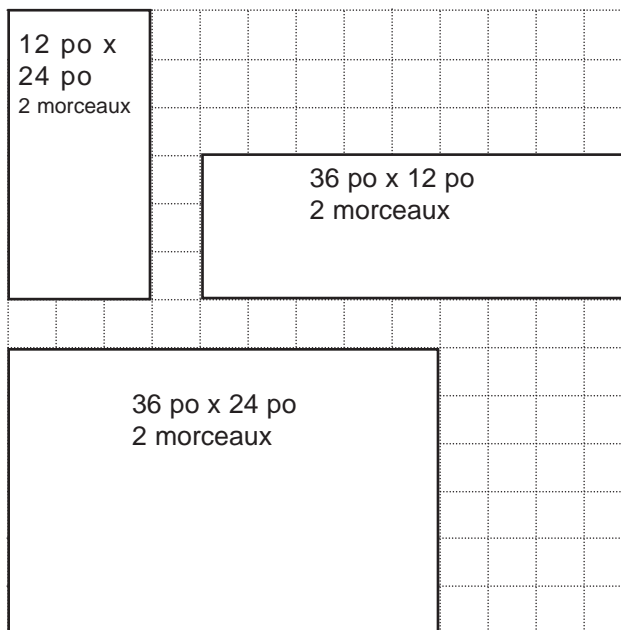 12 po x
24 po
2 morceaux
36 po x 12 po
2 morceaux
36 po x 24 po
2 morceaux